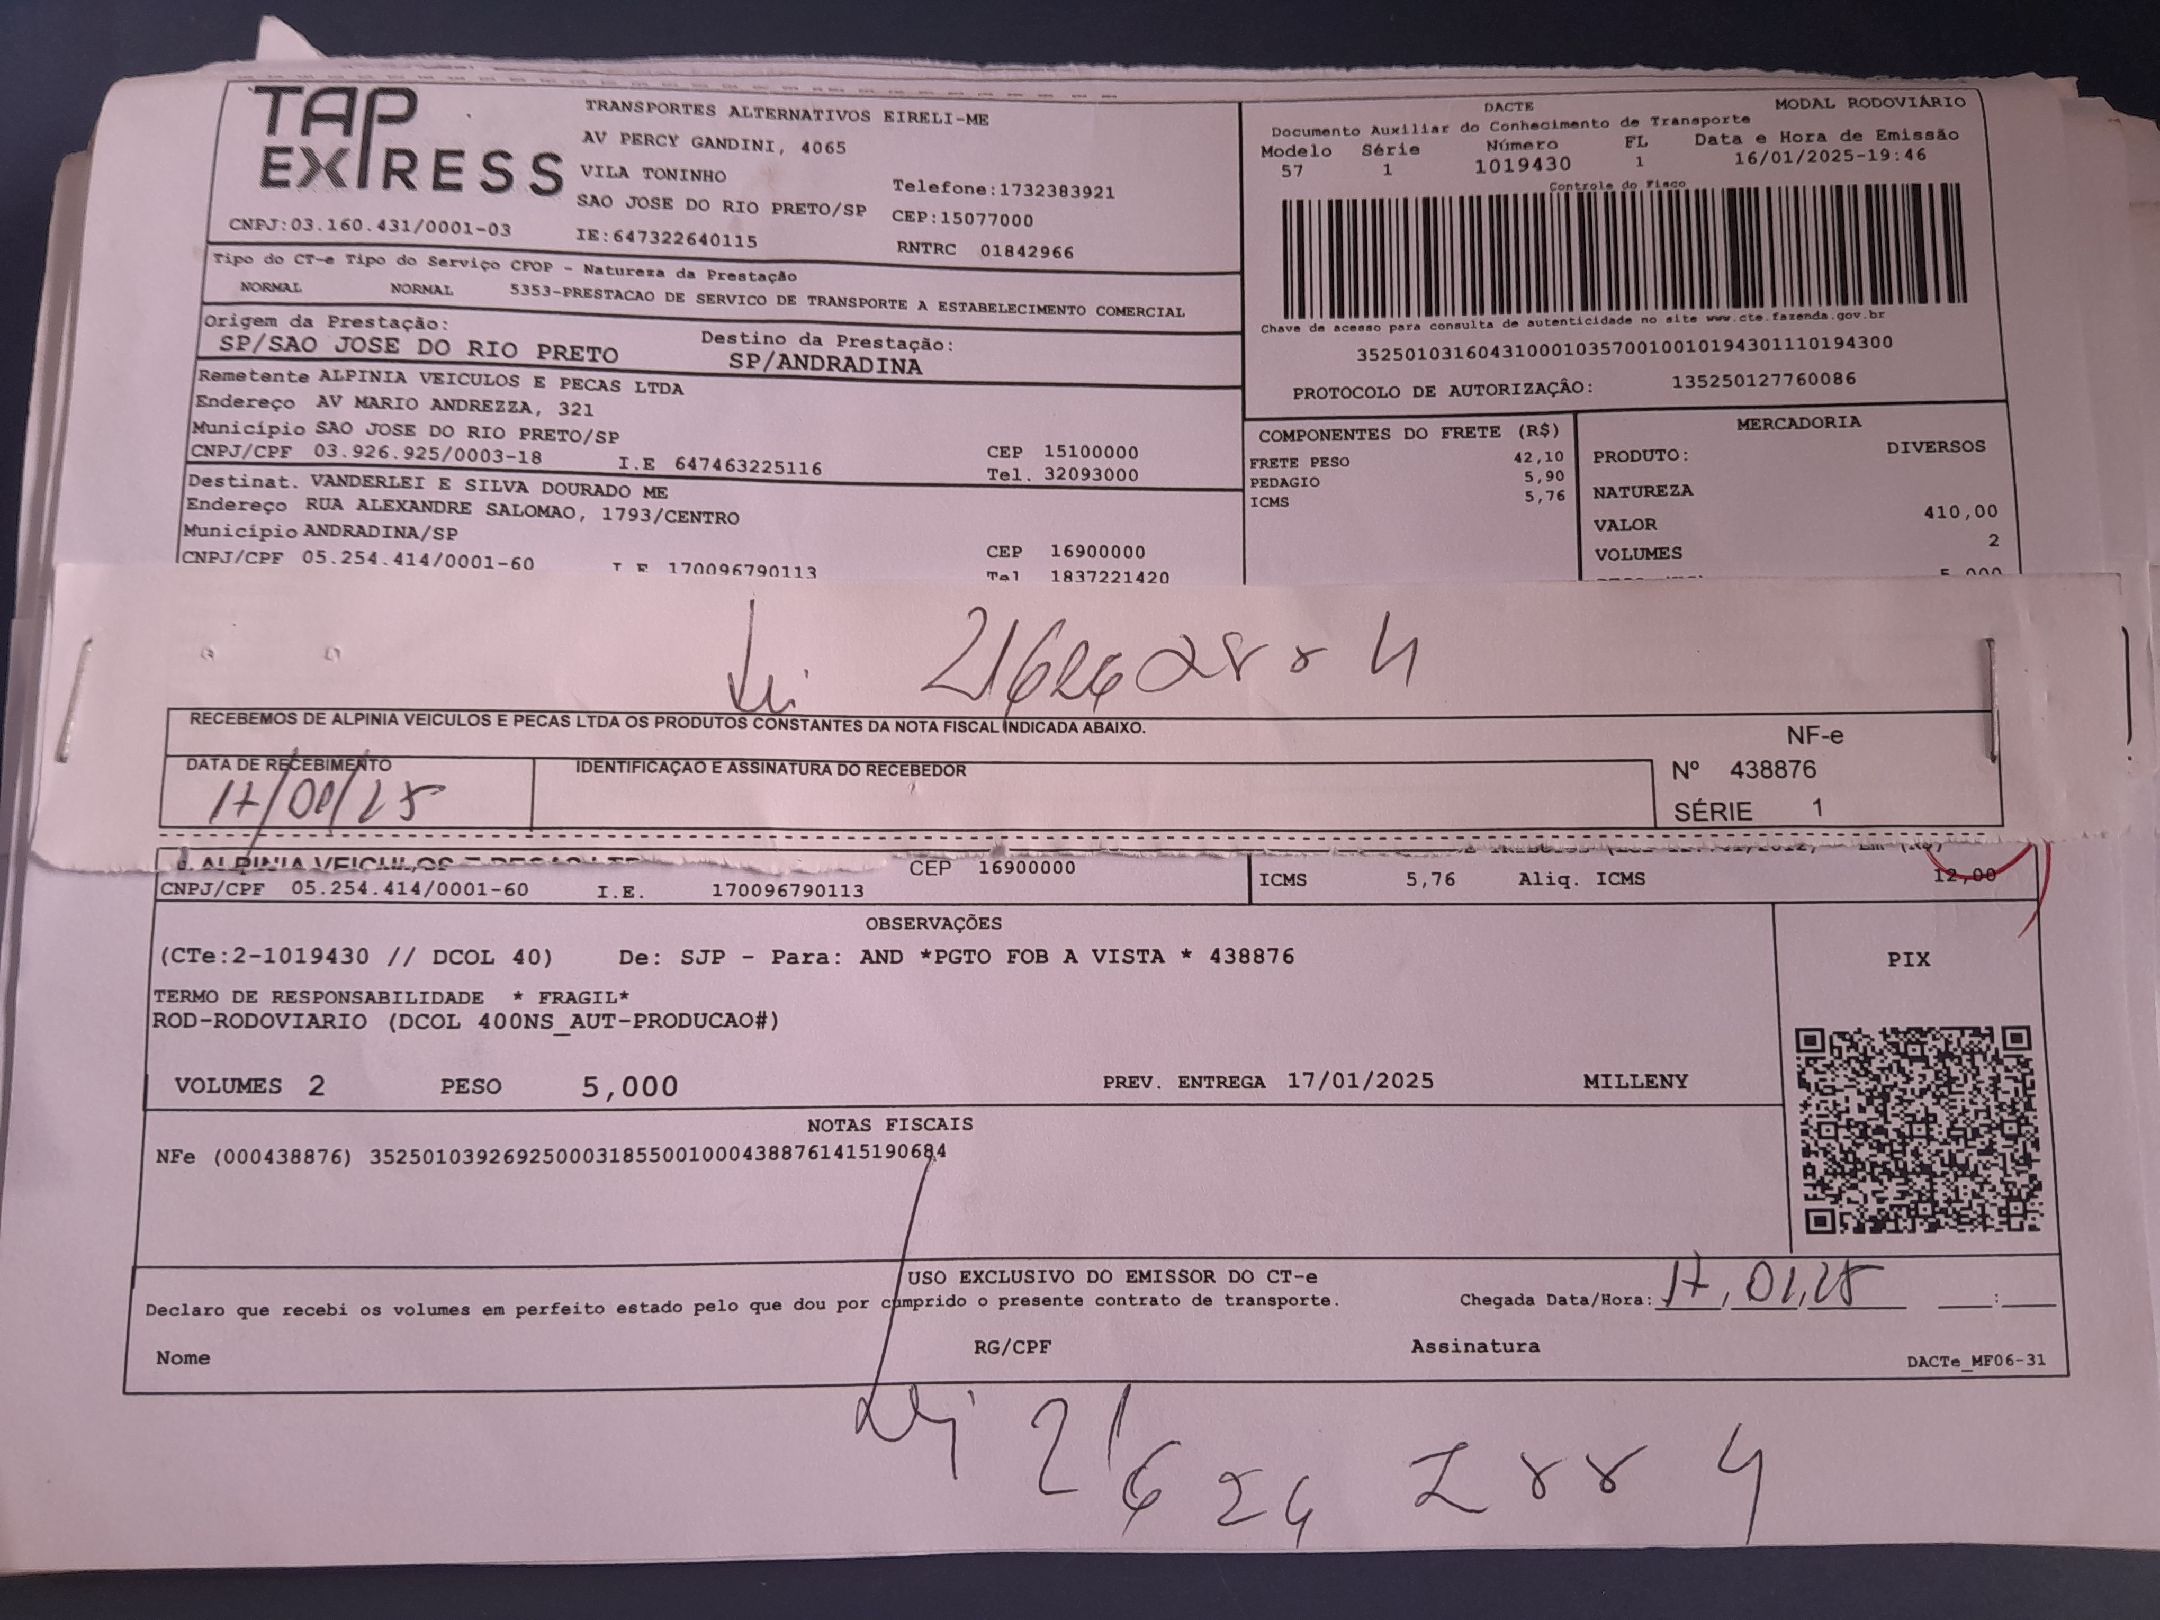 TAP EXPRESS
TRANSPORTES ALTERNATIVOS EIRELI-ME
AV PERCY GANDINI, 4065
VILA TONINHO
SAO JOSE DO RIO PRETO/SP
Telefone:1732383921
CEP:15077000
CNPJ:03.160.431/0001-03
IE:647322640115
RNTRC 01842966
DACTE
MODAL RODOVIÁRIO
Documento Auxiliar do Conhecimento de Transporte
Modelo Série Número FL Data e Hora de Emissão
57 1 1019430 1 16/01/2025-19:46
Controle do Fisco
Chave de acesso para consulta de autenticidade no site www.cte.fazenda.gov.br
35250103160431000103570010010194301110194300
PROTOCOLO DE AUTORIZAÇÃO: 135250127760086
Tipo do CT-e Tipo do Serviço CFOP - Natureza da Prestação
NORMAL NORMAL 5353-PRESTACAO DE SERVICO DE TRANSPORTE A ESTABELECIMENTO COMERCIAL
Origem da Prestação:
SP/SAO JOSE DO RIO PRETO
Destino da Prestação:
SP/ANDRADINA
Remetente ALPINIA VEICULOS E PECAS LTDA
Endereço AV MARIO ANDREZZA, 321
Município SAO JOSE DO RIO PRETO/SP
CEP 15100000
CNPJ/CPF 03.926.925/0003-18 I.E 647463225116
Tel. 32093000
Destinat. VANDERLEI E SILVA DOURADO ME
Endereço RUA ALEXANDRE SALOMAO, 1793/CENTRO
Município ANDRADINA/SP
CEP 16900000
CNPJ/CPF 05.254.414/0001-60 I.E 170096790113
Tel 1837221420
COMPONENTES DO FRETE (R$)
FRETE PESO 42,10
PEDAGIO 5,90
ICMS 5,76
MERCADORIA
PRODUTO: DIVERSOS
NATUREZA
VALOR 410,00
VOLUMES 2
5,000
RECEBEMOS DE ALPINIA VEICULOS E PECAS LTDA OS PRODUTOS CONSTANTES DA NOTA FISCAL INDICADA ABAIXO.
NF-e
DATA DE RECEBIMENTO
IDENTIFICAÇÃO E ASSINATURA DO RECEBEDOR
Nº 438876
17/01/25
SÉRIE 1
ALPINIA VEICULOS E PECAS LTD
CEP 16900000
CNPJ/CPF 05.254.414/0001-60 I.E. 170096790113
ICMS 5,76 Aliq. ICMS 12,00
OBSERVAÇÕES
(CTe:2-1019430 // DCOL 40) De: SJP - Para: AND *PGTO FOB A VISTA * 438876
PIX
TERMO DE RESPONSABILIDADE * FRAGIL*
ROD-RODOVIARIO (DCOL 400NS_AUT-PRODUCAO#)
VOLUMES 2 PESO 5,000 PREV. ENTREGA 17/01/2025 MILLENY
NOTAS FISCAIS
NFe (000438876) 35250103926925000318550010004388761415190684
USO EXCLUSIVO DO EMISSOR DO CT-e
Declaro que recebi os volumes em perfeito estado pelo que dou por cumprido o presente contrato de transporte.
Chegada Data/Hora: 17,01,25 :
Nome RG/CPF Assinatura
DACTe_MF06-31